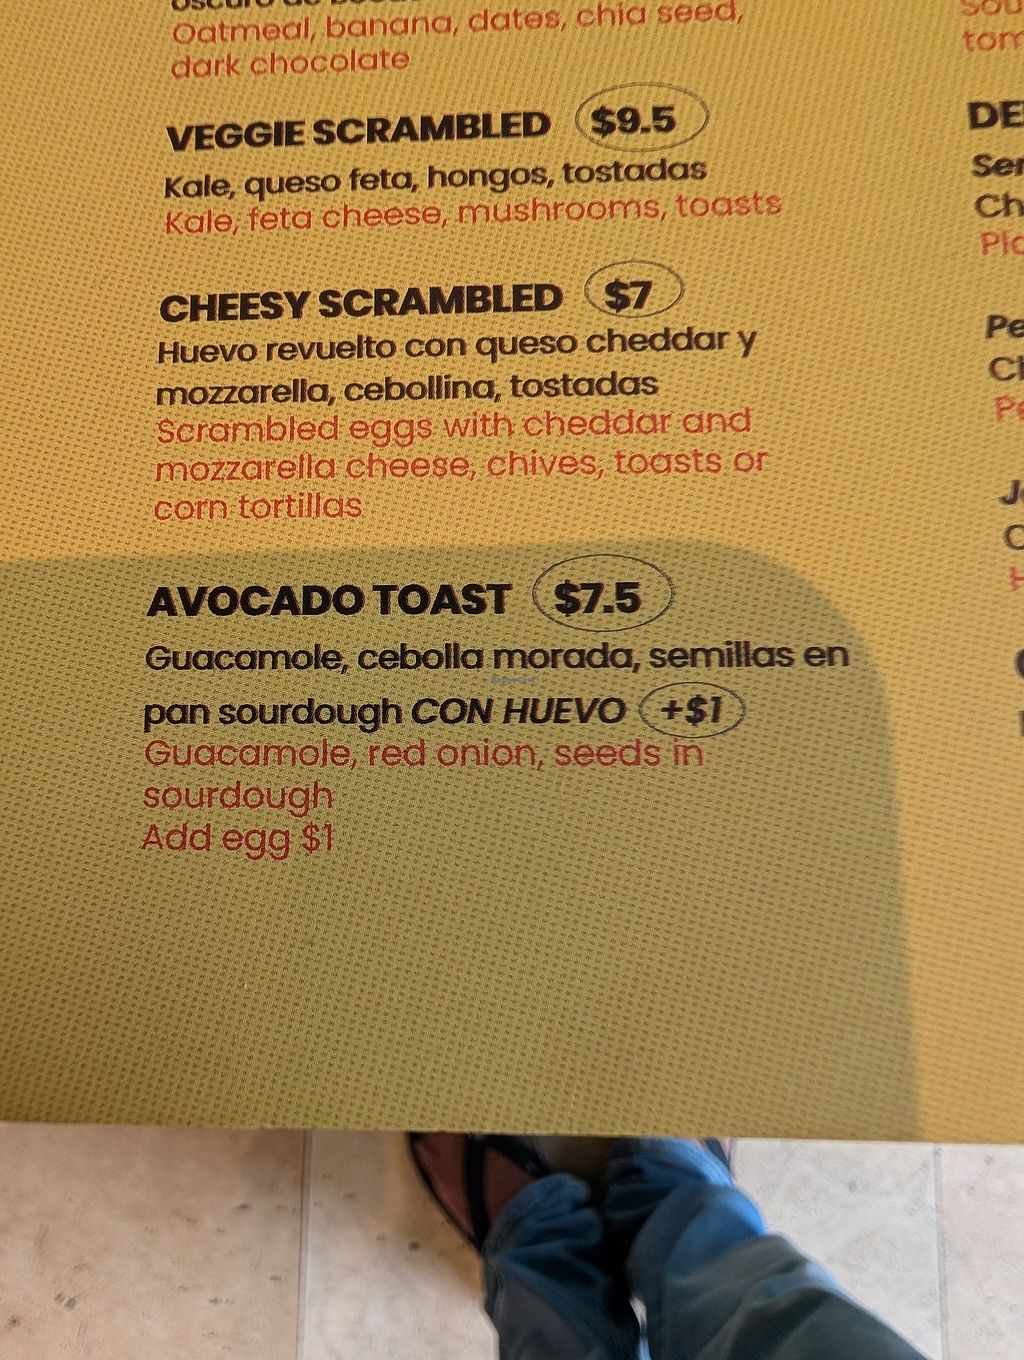 Oatmeal, banana, dates, chia seed,
dark chocolate
VEGGIE SCRAMBLED $9.5
Kale, queso feta, hongos, tostadas
Kale, feta cheese, mushrooms, toasts
CHEESY SCRAMBLED $7
Huevo revuelto con queso cheddar y
mozzarella, cebollina, tostadas
Scrambled eggs with cheddar and
mozzarella cheese, chives, toasts or
corn tortillas
AVOCADO TOAST $7.5
Guacamole, cebolla morada, semillas en
pan sourdough CON HUEVO +$1
Guacamole, red onion, seeds in
sourdough
Add egg $1